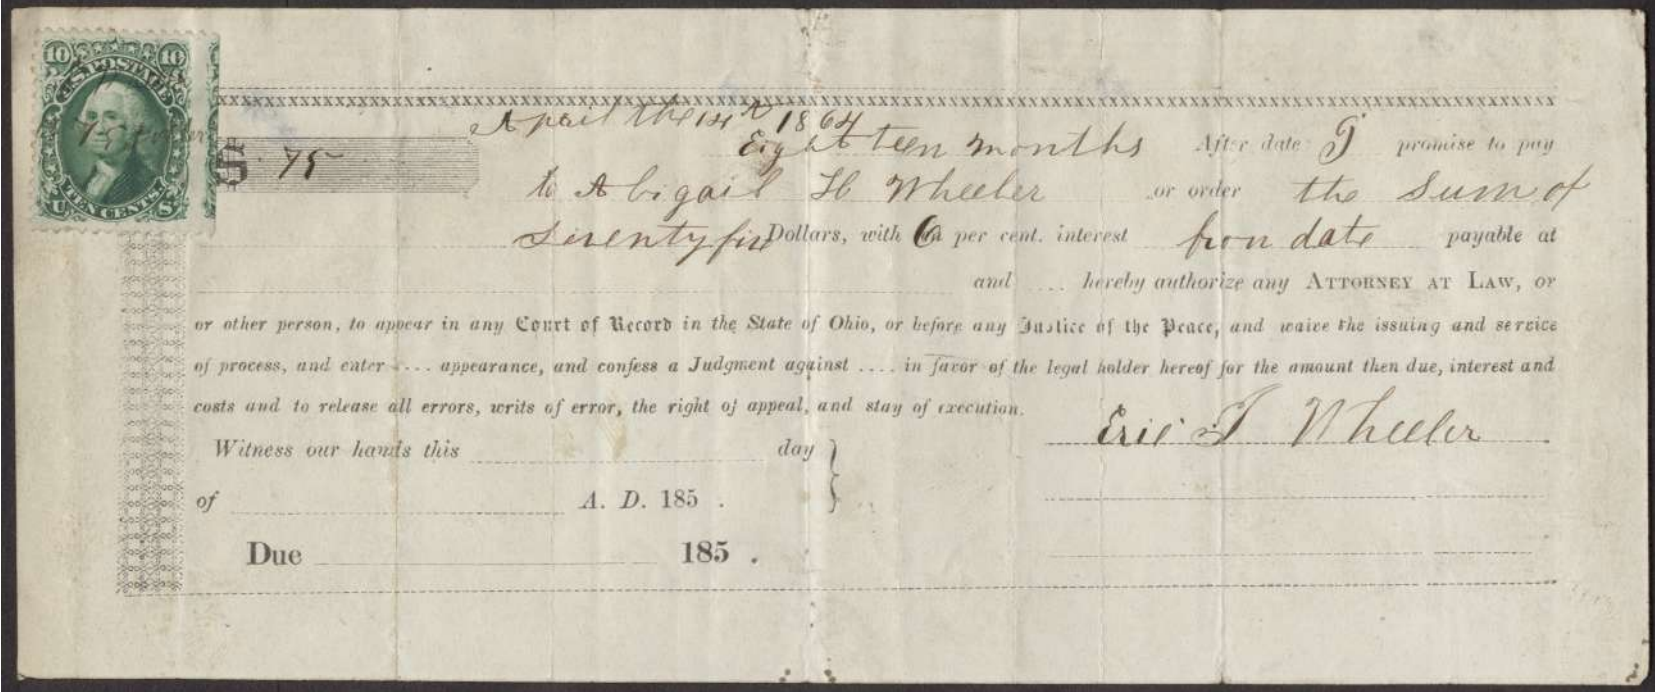 10 10
U.S. POSTAGE
TEN CENTS.
U S
April the 14th 1864
$ 75
Eighteen months After date I promise to pay
to Abigail H Wheeler or order the sum of
Seventy five Dollars, with 6 per cent. interest from date payable at
and .... hereby authorize any ATTORNEY AT LAW, or
or other person, to appear in any Court of Record in the State of Ohio, or before any Justice of the Peace, and waive the issuing and service
of process, and enter .... appearance, and confess a Judgment against .... in favor of the legal holder hereof for the amount then due, interest and
costs and to release all errors, writs of error, the right of appeal, and stay of execution.
Eric T Wheeler
Witness our hands this day
of A. D. 185 .
Due 185 .